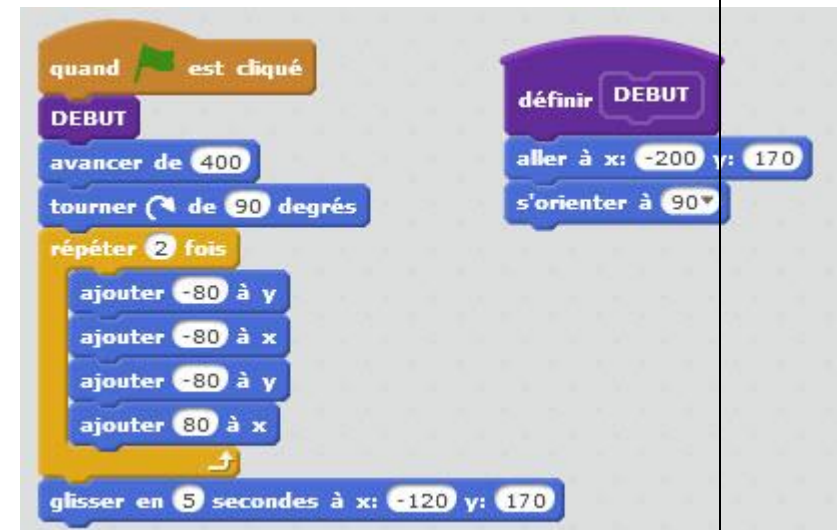 quand est cliqué
DEBUT
avancer de 400
tourner de 90 degrés
répéter 2 fois
ajouter -80 à y
ajouter -80 à x
ajouter -80 à y
ajouter 80 à x
glisser en 5 secondes à x: -120 y: 170
définir DEBUT
aller à x: -200 y: 170
s'orienter à 90